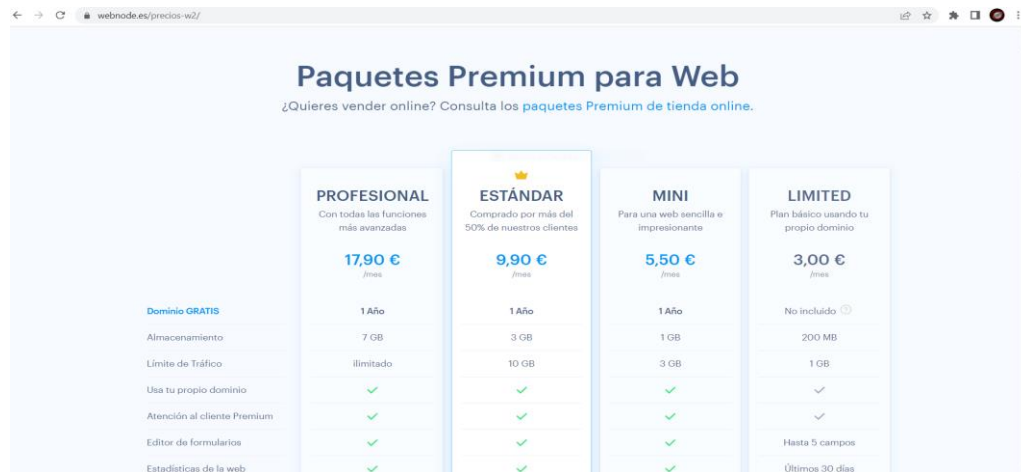 webnode.es/precios-w2/
Paquetes Premium para Web
¿Quieres vender online? Consulta los paquetes Premium de tienda online.
PROFESIONAL
Con todas las funciones
más avanzadas
17,90 €
/mes
ESTÁNDAR
Comprado por más del
50% de nuestros clientes
9,90 €
/mes
MINI
Para una web sencilla e
impresionante
5,50 €
/mes
LIMITED
Plan básico usando tu
propio dominio
3,00 €
/mes
Dominio GRATIS 1 Año 1 Año 1 Año No incluido ?
Almacenamiento 7 GB 3 GB 1 GB 200 MB
Límite de Tráfico ilimitado 10 GB 3 GB 1 GB
Usa tu propio dominio
Atención al cliente Premium
Editor de formularios Hasta 5 campos
Estadísticas de la web Últimos 30 días